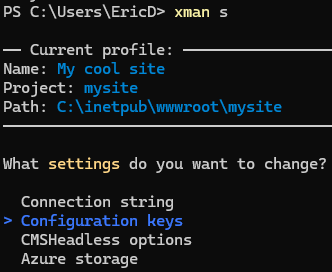 PS C:\Users\EricD> xman s
Current profile:
Name: My cool site
Project: mysite
Path: C:\inetpub\wwwroot\mysite
What settings do you want to change?
Connection string
> Configuration keys
CMSHeadless options
Azure storage